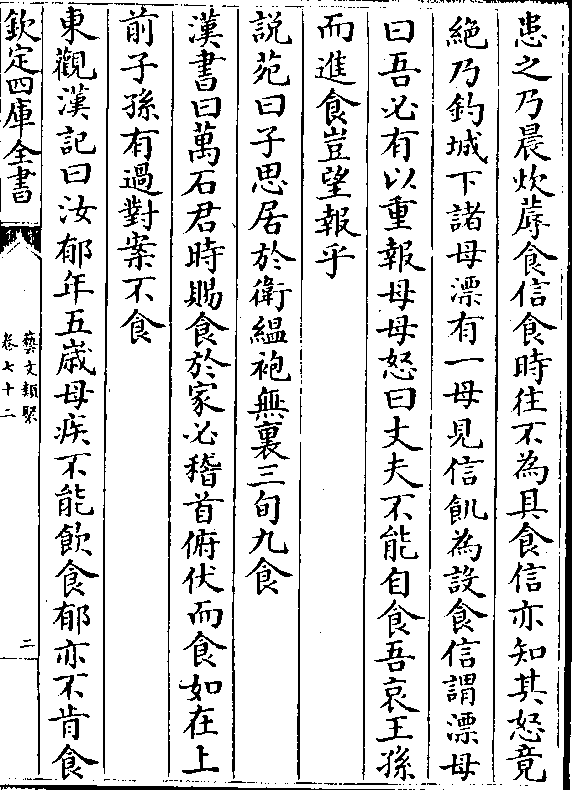 患之乃晨炊蓐食信食時往不為具食信亦知其怒竟
絶乃釣城下諸母漂有一母見信飢為設食信謂漂母
曰吾必有以重報母母怒曰丈夫不能自食吾哀王孫
而進食豈望報乎
説苑曰子思居於衛緼袍無裏三旬九食
漢書曰萬石君時賜食於家必稽首俯伏而食如在上
前子孫有過對案不食
東觀漢記曰汝郁年五歳母疾不能飲食郁亦不肯食
欽定四庫全書
藝文類聚
卷七十二
二